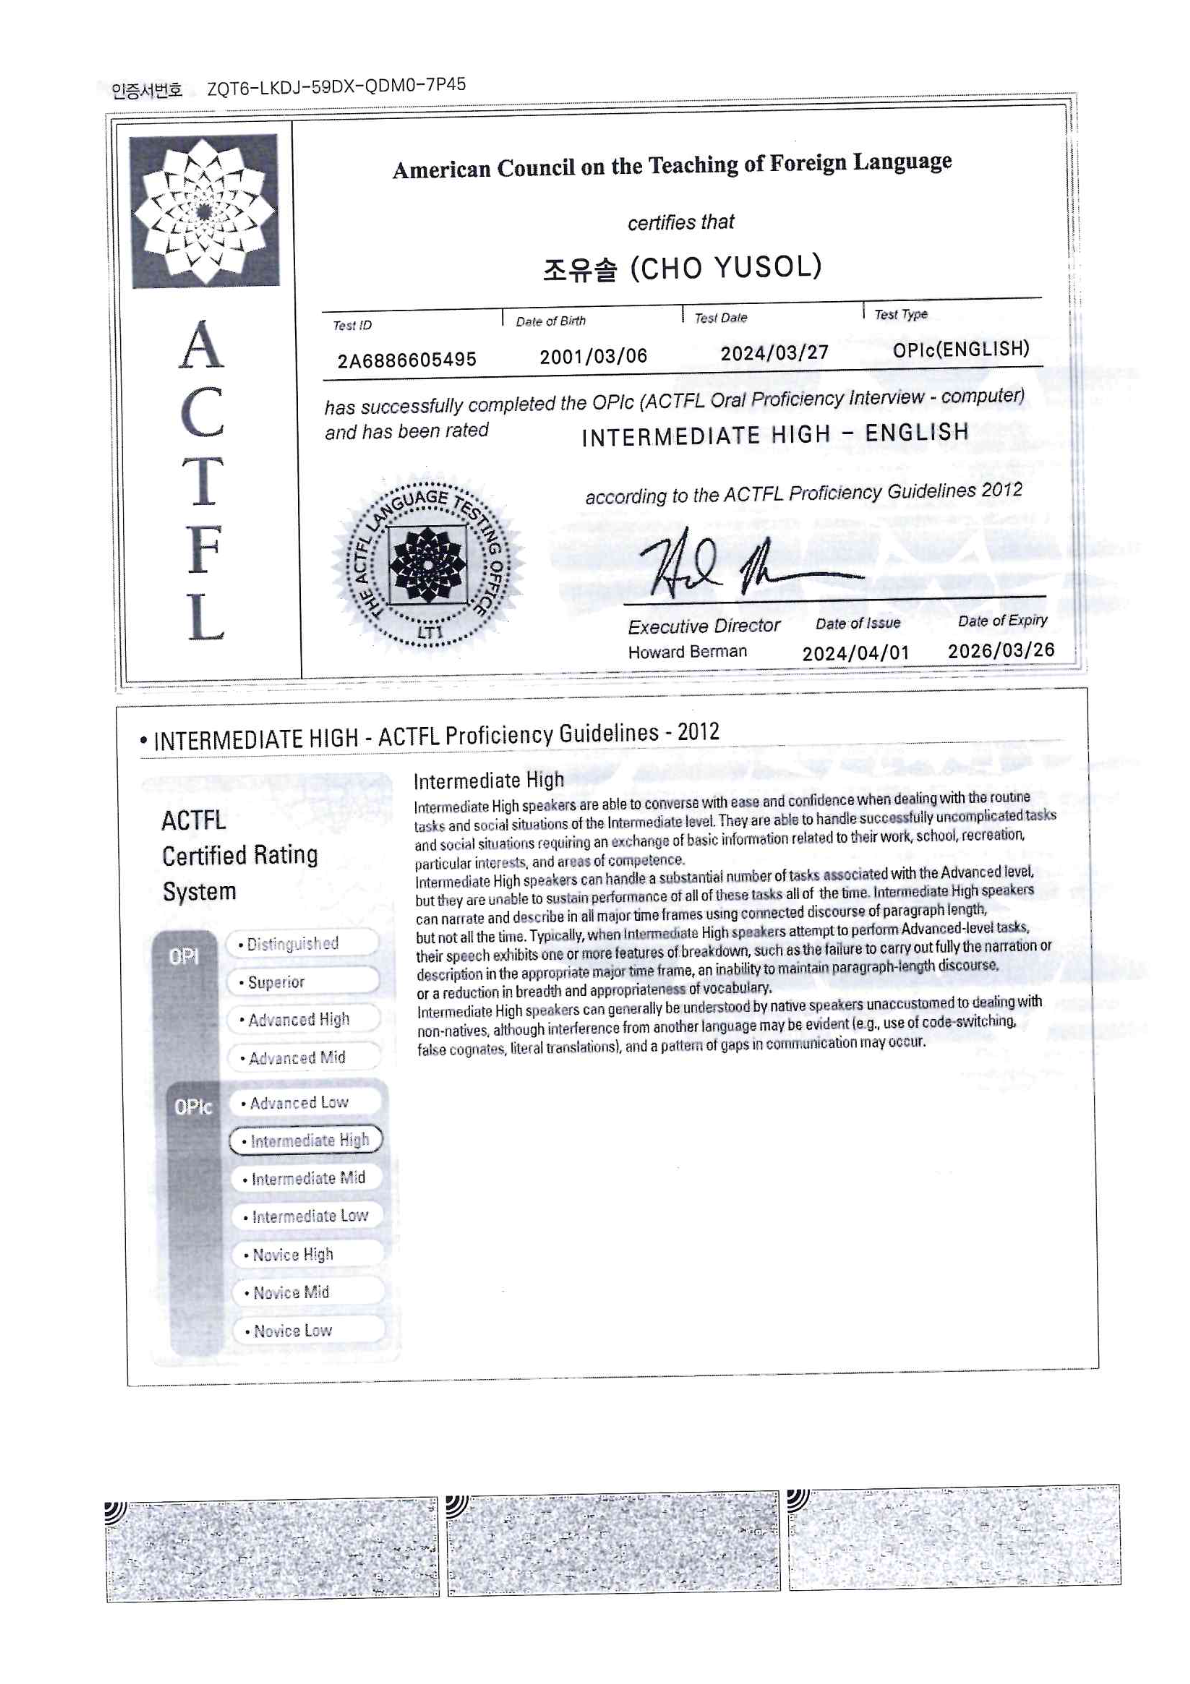 인증서번호 ZQT6-LKDJ-59DX-QDM0-7P45
ACTFL
American Council on the Teaching of Foreign Language
certifies that
조유솔 (CHO YUSOL)
Test ID Date of Birth Test Date Test Type
2A6886605495 2001/03/06 2024/03/27 OPIc(ENGLISH)
has successfully completed the OPIc (ACTFL Oral Proficiency Interview - computer)
and has been rated INTERMEDIATE HIGH - ENGLISH
according to the ACTFL Proficiency Guidelines 2012
THE ACTFL LANGUAGE TESTING OFFICE
LTI
Executive Director Date of Issue Date of Expiry
Howard Berman 2024/04/01 2026/03/26
• INTERMEDIATE HIGH - ACTFL Proficiency Guidelines - 2012
ACTFL
Certified Rating
System
OPI
• Distinguished
• Superior
• Advanced High
• Advanced Mid
OPIc
• Advanced Low
• Intermediate High
• Intermediate Mid
• Intermediate Low
• Novice High
• Novice Mid
• Novice Low
Intermediate High
Intermediate High speakers are able to converse with ease and confidence when dealing with the routine
tasks and social situations of the Intermediate level. They are able to handle successfully uncomplicated tasks
and social situations requiring an exchange of basic information related to their work, school, recreation,
particular interests, and areas of competence.
Intermediate High speakers can handle a substantial number of tasks associated with the Advanced level,
but they are unable to sustain performance of all of these tasks all of the time. Intermediate High speakers
can narrate and describe in all major time frames using connected discourse of paragraph length,
but not all the time. Typically, when Intermediate High speakers attempt to perform Advanced-level tasks,
their speech exhibits one or more features of breakdown, such as the failure to carry out fully the narration or
description in the appropriate major time frame, an inability to maintain paragraph-length discourse,
or a reduction in breadth and appropriateness of vocabulary.
Intermediate High speakers can generally be understood by native speakers unaccustomed to dealing with
non-natives, although interference from another language may be evident (e.g., use of code-switching,
false cognates, literal translations), and a pattern of gaps in communication may occur.